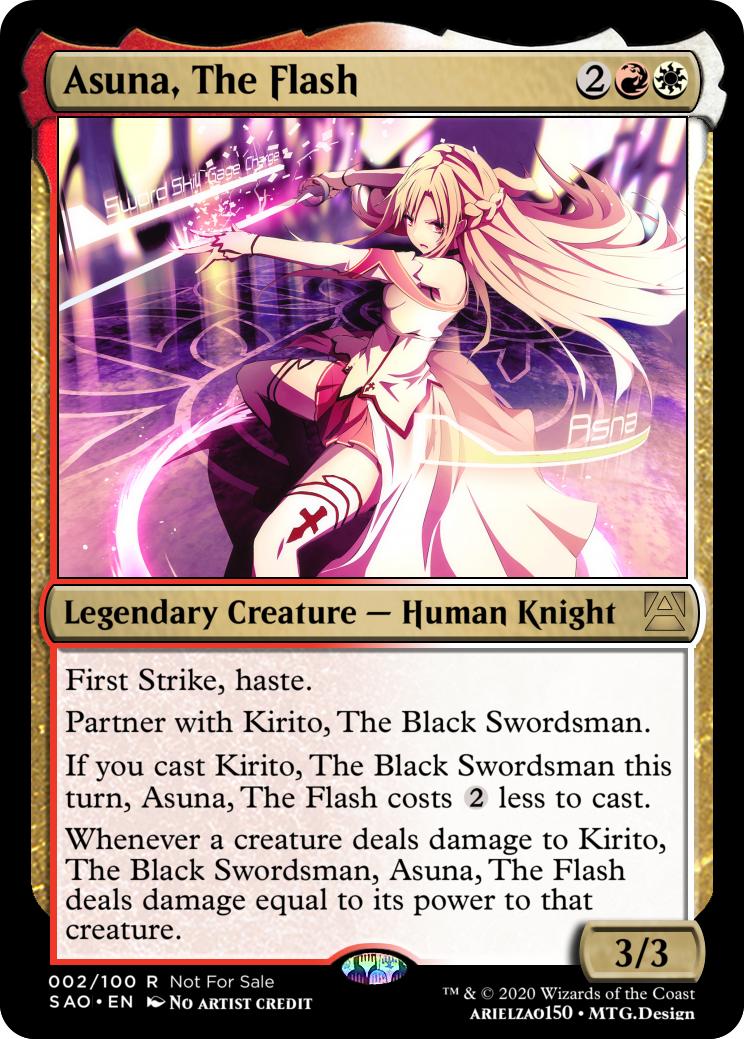 Asuna, The Flash
2
Sword Skill Gage Charge
Asna
Legendary Creature — Human Knight
First Strike, haste.
Partner with Kirito, The Black Swordsman.
If you cast Kirito, The Black Swordsman this
turn, Asuna, The Flash costs 2 less to cast.
Whenever a creature deals damage to Kirito,
The Black Swordsman, Asuna, The Flash
deals damage equal to its power to that
creature.
3/3
002/100 R Not For Sale
SAO • EN No artist credit
™ & © 2020 Wizards of the Coast
ARIELZAO150 • MTG.Design